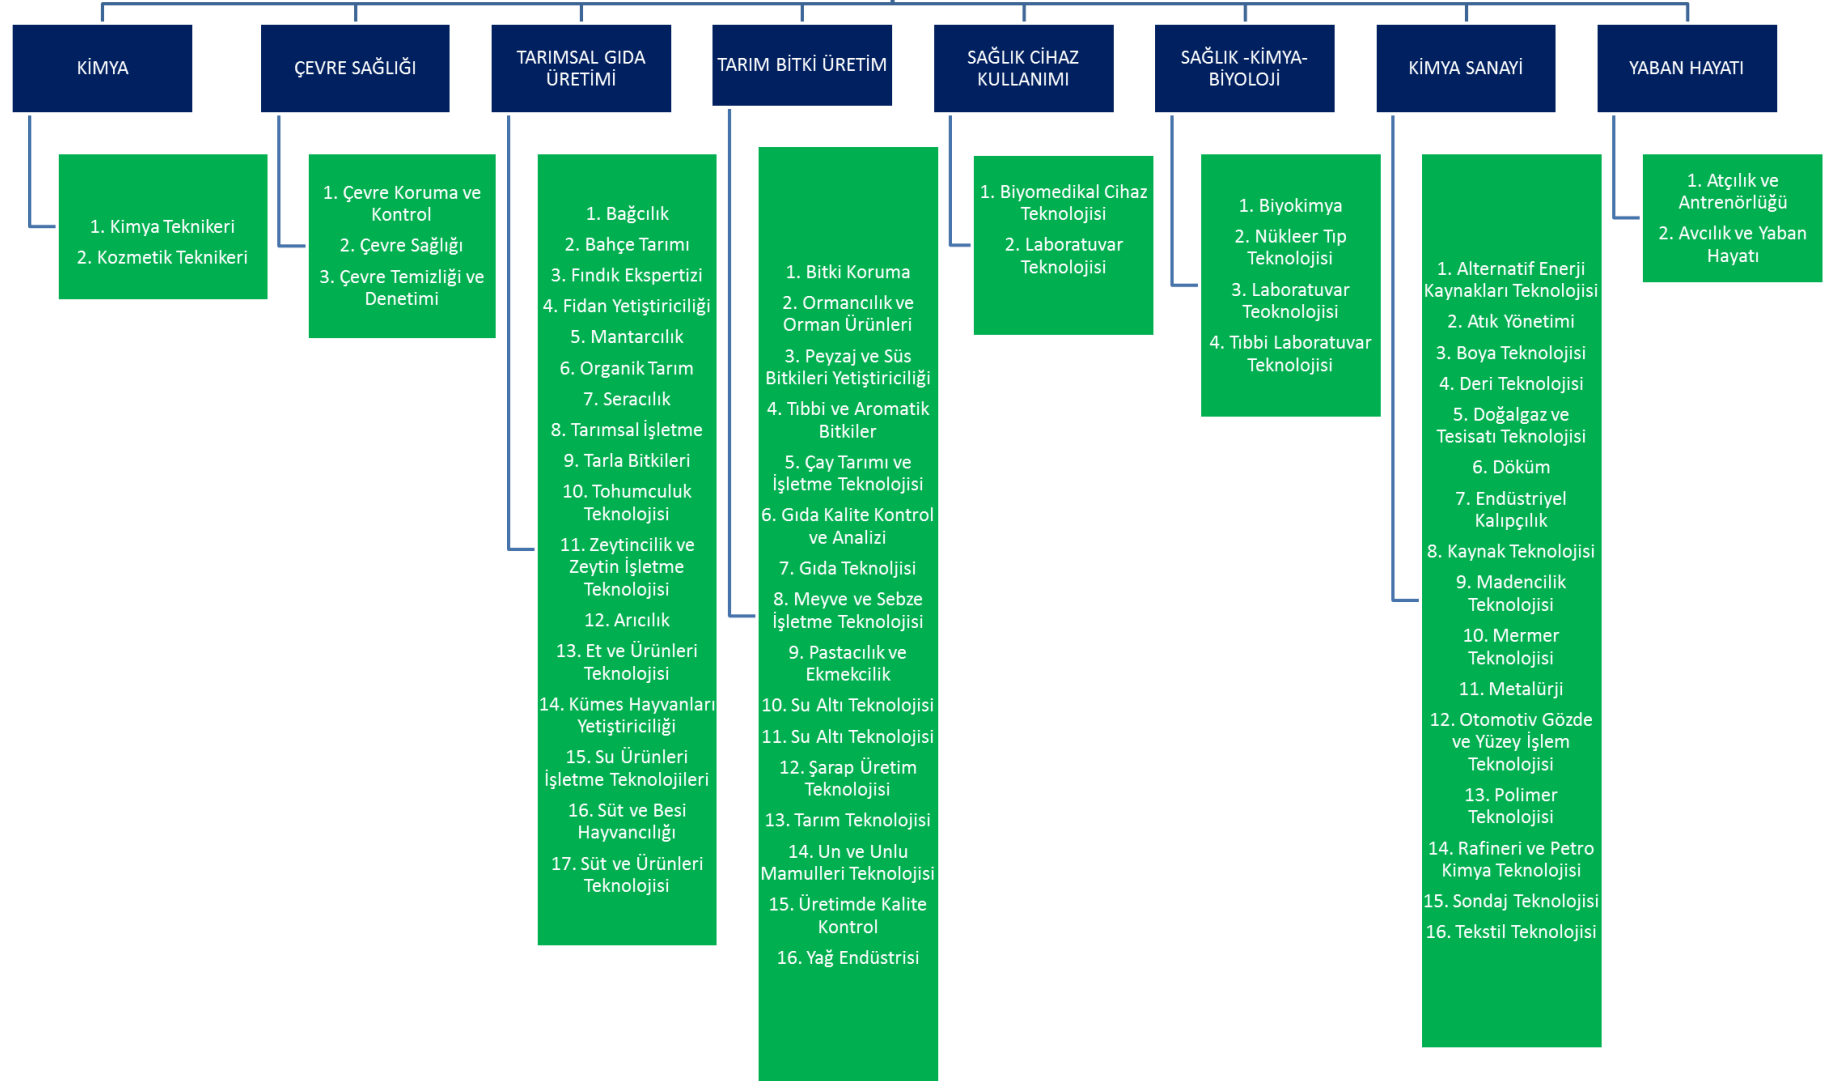 KİMYA
1. Kimya Teknikeri
2. Kozmetik Teknikeri
ÇEVRE SAĞLIĞI
1. Çevre Koruma ve
Kontrol
2. Çevre Sağlığı
3. Çevre Temizliği ve
Denetimi
TARIMSAL GIDA
ÜRETİMİ
1. Bağcılık
2. Bahçe Tarımı
3. Fındık Ekspertizi
4. Fidan Yetiştiriciliği
5. Mantarcılık
6. Organik Tarım
7. Seracılık
8. Tarımsal İşletme
9. Tarla Bitkileri
10. Tohumculuk
Teknolojisi
11. Zeytincilik ve
Zeytin İşletme
Teknolojisi
12. Arıcılık
13. Et ve Ürünleri
Teknolojisi
14. Kümes Hayvanları
Yetiştiriciliği
15. Su Ürünleri
İşletme Teknolojileri
16. Süt ve Besi
Hayvancılığı
17. Süt ve Ürünleri
Teknolojisi
TARIM BİTKİ ÜRETİM
1. Bitki Koruma
2. Ormancılık ve
Orman Ürünleri
3. Peyzaj ve Süs
Bitkileri Yetiştiriciliği
4. Tıbbi ve Aromatik
Bitkiler
5. Çay Tarımı ve
İşletme Teknolojisi
6. Gıda Kalite Kontrol
ve Analizi
7. Gıda Teknoljisi
8. Meyve ve Sebze
İşletme Teknolojisi
9. Pastacılık ve
Ekmekcilik
10. Su Altı Teknolojisi
11. Su Altı Teknolojisi
12. Şarap Üretim
Teknolojisi
13. Tarım Teknolojisi
14. Un ve Unlu
Mamulleri Teknolojisi
15. Üretimde Kalite
Kontrol
16. Yağ Endüstrisi
SAĞLIK CİHAZ
KULLANIMI
1. Biyomedikal Cihaz
Teknolojisi
2. Laboratuvar
Teknolojisi
SAĞLIK -KİMYA-
BİYOLOJİ
1. Biyokimya
2. Nükleer Tıp
Teknolojisi
3. Laboratuvar
Teoknolojisi
4. Tıbbi Laboratuvar
Teknolojisi
KİMYA SANAYİ
1. Alternatif Enerji
Kaynakları Teknolojisi
2. Atık Yönetimi
3. Boya Teknolojisi
4. Deri Teknolojisi
5. Doğalgaz ve
Tesisatı Teknolojisi
6. Döküm
7. Endüstriyel
Kalıpçılık
8. Kaynak Teknolojisi
9. Madencilik
Teknolojisi
10. Mermer
Teknolojisi
11. Metalürji
12. Otomotiv Gözde
ve Yüzey İşlem
Teknolojisi
13. Polimer
Teknolojisi
14. Rafineri ve Petro
Kimya Teknolojisi
15. Sondaj Teknolojisi
16. Tekstil Teknolojisi
YABAN HAYATI
1. Atçılık ve
Antrenörlüğü
2. Avcılık ve Yaban
Hayatı